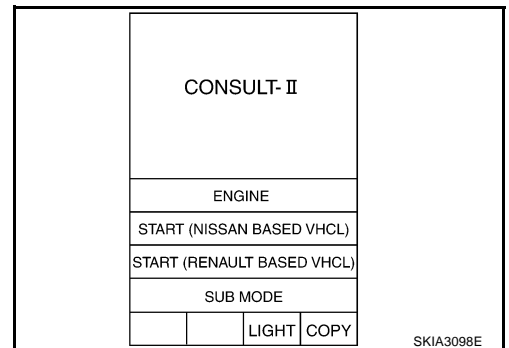 CONSULT-Ⅱ
ENGINE
START (NISSAN BASED VHCL)
START (RENAULT BASED VHCL)
SUB MODE
LIGHT COPY
SKIA3098E